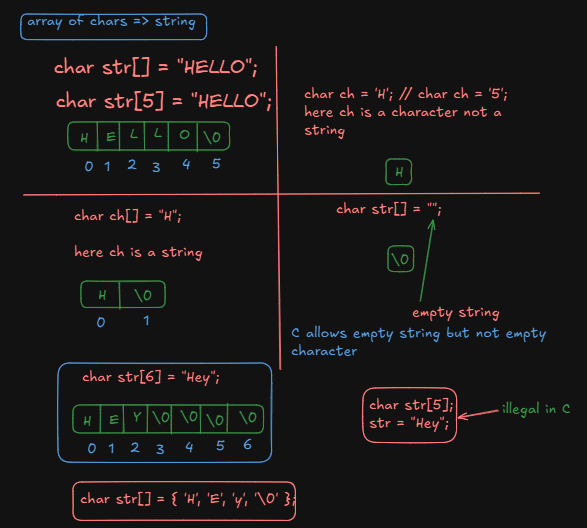 array of chars => string
char str[] = "HELLO";
char str[5] = "HELLO";
H E L L O \0
0 1 2 3 4 5
char ch = 'H'; // char ch = '5';
here ch is a character not a
string
H
char ch[] = "H";
here ch is a string
H \0
0 1
char str[] = "";
\0
empty string
C allows empty string but not empty
character
char str[6] = "Hey";
H E Y \0 \0 \0 \0
0 1 2 3 4 5 6
char str[5];
str = "Hey";
illegal in C
char str[] = { 'H', 'E', 'y', '\0' };